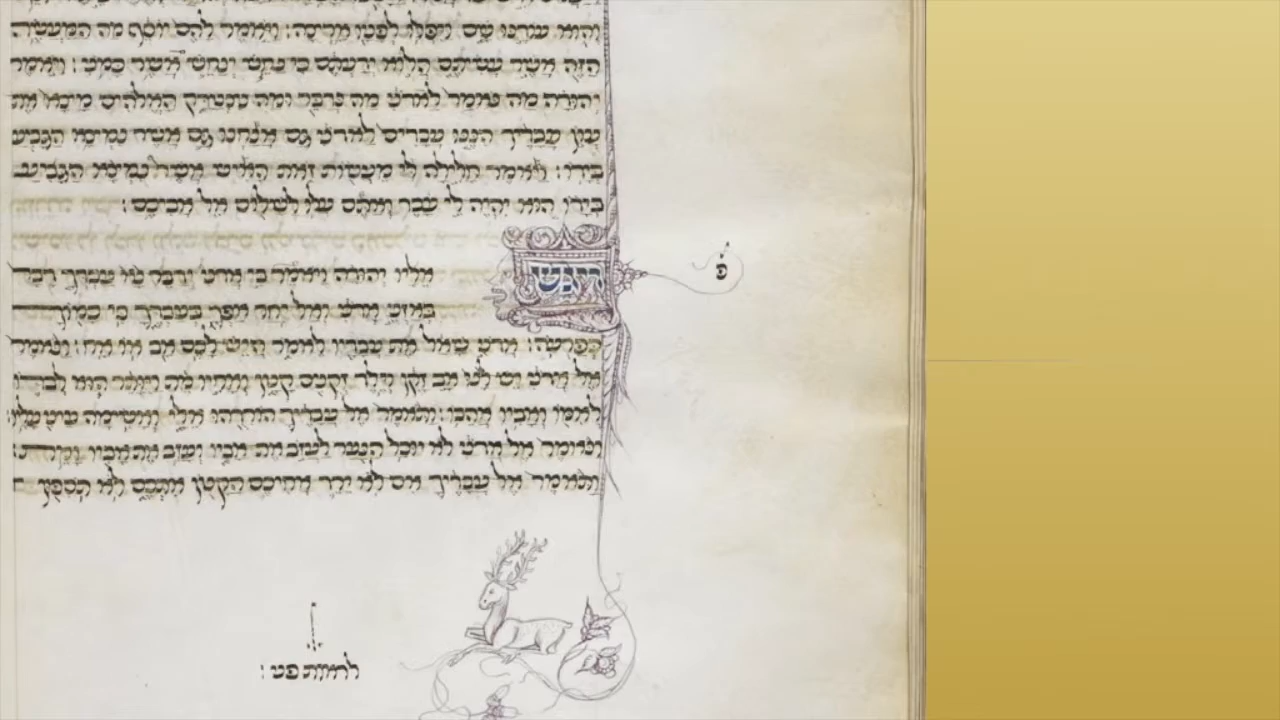 והוא עודנו שם ויפלו לפניו ארצה: ויאמר להם יוסף מה המעשה
הזה אשר עשיתם הלוא ידעתם כי נחש ינחש אשר כמני: ויאמר
יהודה מה נאמר לאדני מה נדבר ומה נצטדק האלהים מצא את
עון עבדיך הננו עבדים לאדני גם אנחנו גם אשר נמצא הגביע
בידו: ויאמר חלילה לי מעשות זאת האיש אשר נמצא הגביע
בידו הוא יהיה לי עבד ואתם עלו לשלום אל אביכם:
פ
ויגש אליו יהודה ויאמר בי אדני ידבר נא עבדך דבר
באזני אדני ואל יחר אפך בעבדך כי כמוך
כפרעה: אדני שאל את עבדיו לאמר היש לכם אב או אח: ונאמר
אל אדני יש לנו אב זקן וילד זקנים קטן ואחיו מת ויותר הוא לבדו
לאמו ואביו אהבו: ותאמר אל עבדיך הורדהו אלי ואשימה עיני עליו
ונאמר אל אדני לא יוכל הנער לעזב את אביו ועזב את אביו ומת:
ותאמר אל עבדיך אם לא ירד אחיכם הקטן אתכם לא תספון
לראות פני: